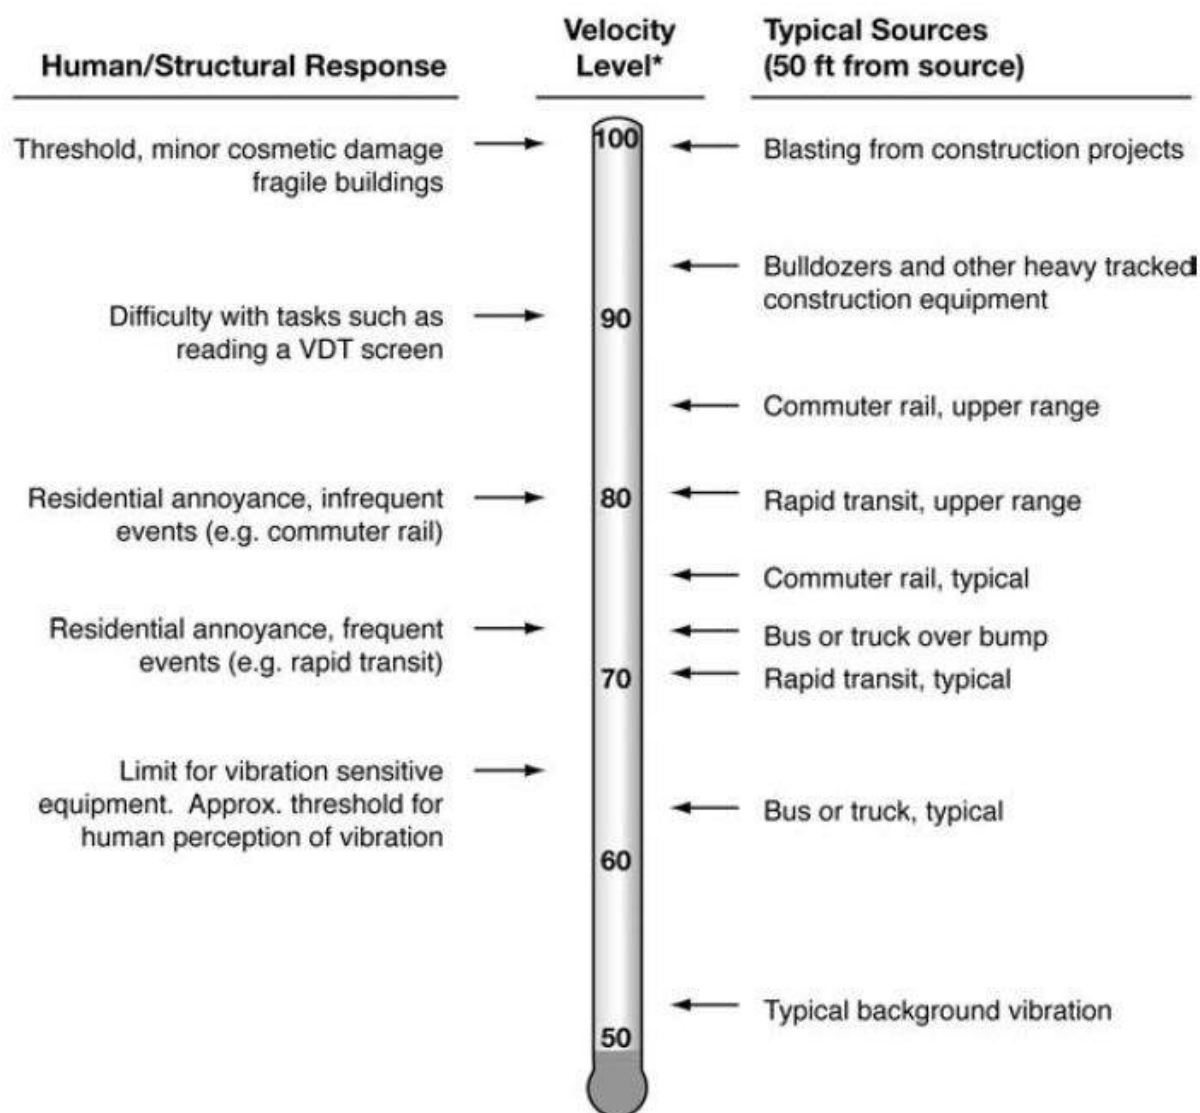 Human/Structural Response
Velocity
Level*
Typical Sources
(50 ft from source)
Threshold, minor cosmetic damage
fragile buildings
100
Blasting from construction projects
Bulldozers and other heavy tracked
construction equipment
Difficulty with tasks such as
reading a VDT screen
90
Commuter rail, upper range
Residential annoyance, infrequent
events (e.g. commuter rail)
80
Rapid transit, upper range
Commuter rail, typical
Residential annoyance, frequent
events (e.g. rapid transit)
Bus or truck over bump
70
Rapid transit, typical
Limit for vibration sensitive
equipment. Approx. threshold for
human perception of vibration
Bus or truck, typical
60
Typical background vibration
50